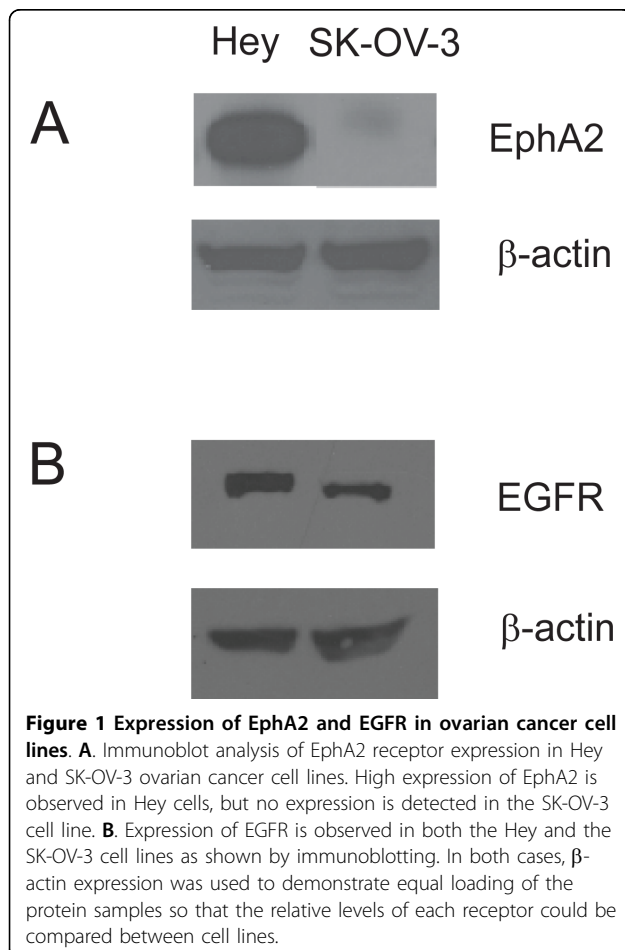 Hey SK-OV-3
A
EphA2
β-actin
B
EGFR
β-actin
Figure 1 Expression of EphA2 and EGFR in ovarian cancer cell
lines. A. Immunoblot analysis of EphA2 receptor expression in Hey
and SK-OV-3 ovarian cancer cell lines. High expression of EphA2 is
observed in Hey cells, but no expression is detected in the SK-OV-3
cell line. B. Expression of EGFR is observed in both the Hey and the
SK-OV-3 cell lines as shown by immunoblotting. In both cases, β-
actin expression was used to demonstrate equal loading of the
protein samples so that the relative levels of each receptor could be
compared between cell lines.